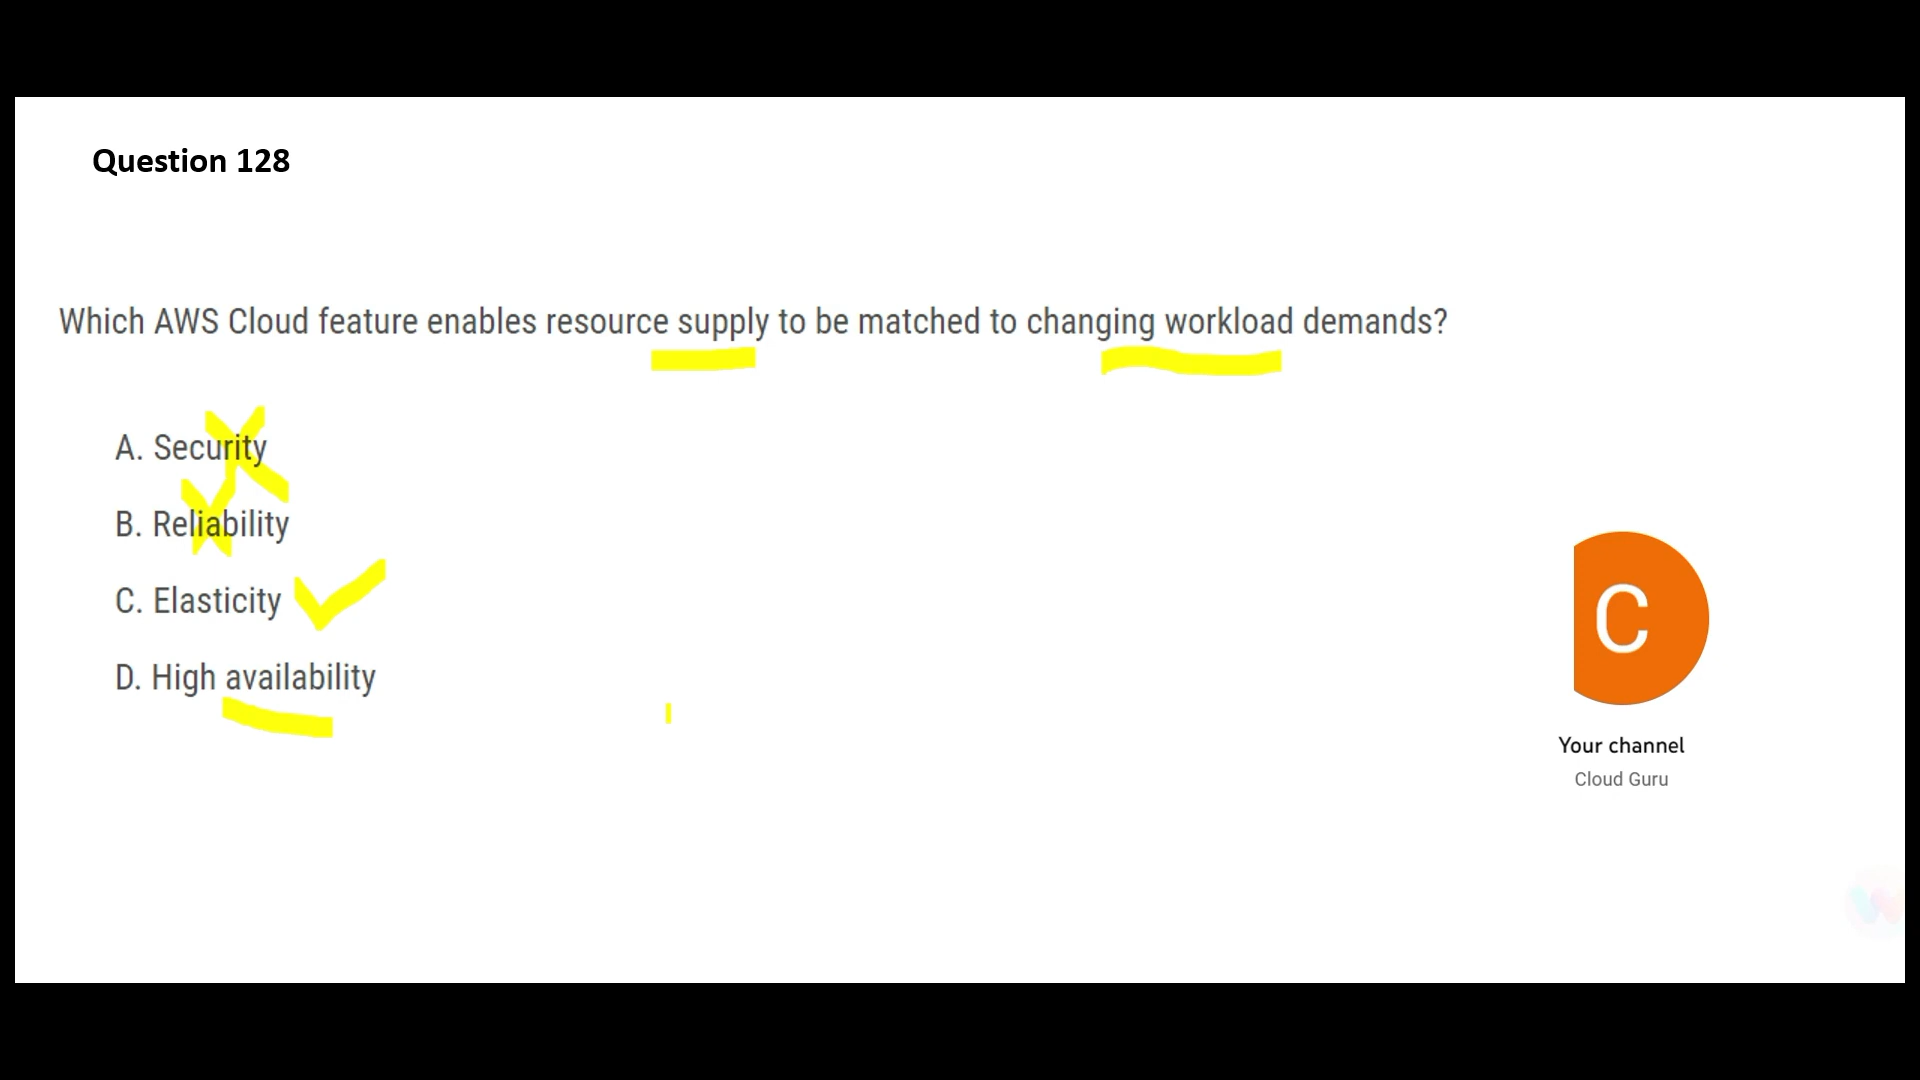 Question 128
Which AWS Cloud feature enables resource supply to be matched to changing workload demands?
A. Security
B. Reliability
C. Elasticity
D. High availability
C
Your channel
Cloud Guru